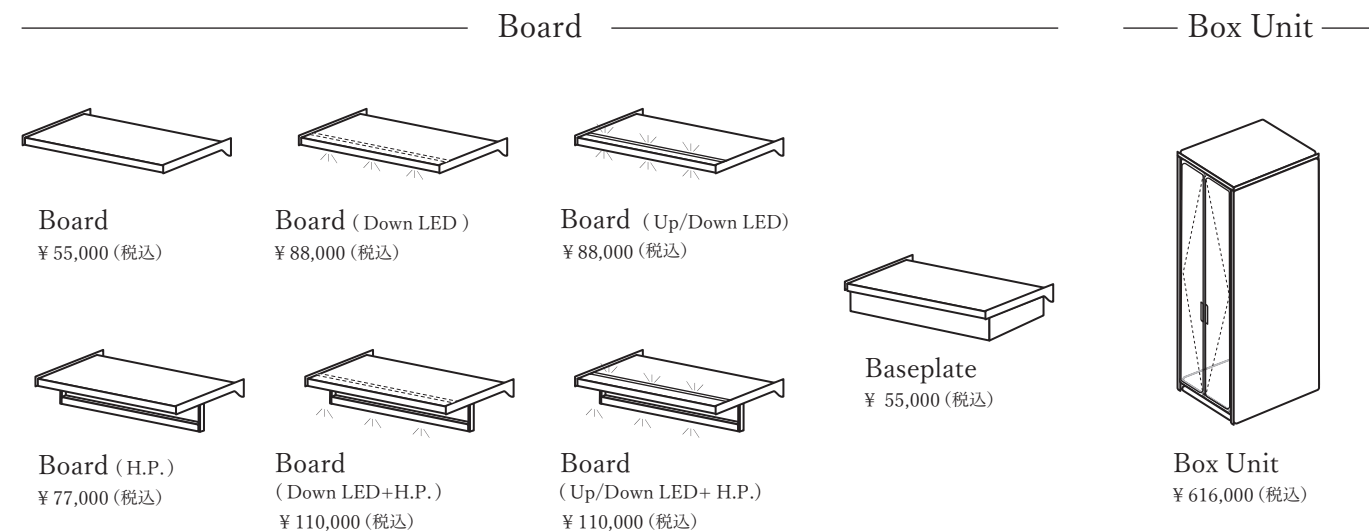 Board
Box Unit
Board
¥ 55,000 (税込)
Board ( Down LED )
¥ 88,000 (税込)
Board ( Up/Down LED)
¥ 88,000 (税込)
Baseplate
¥ 55,000 (税込)
Board ( H.P. )
¥ 77,000 (税込)
Board
( Down LED+H.P. )
¥ 110,000 (税込)
Board
( Up/Down LED+ H.P.)
¥ 110,000 (税込)
Box Unit
¥ 616,000 (税込)